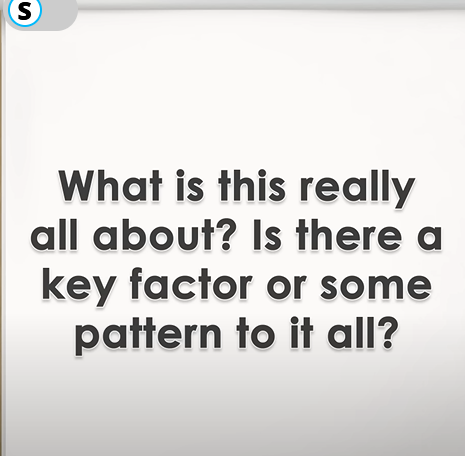 S
What is this really
all about? Is there a
key factor or some
pattern to it all?